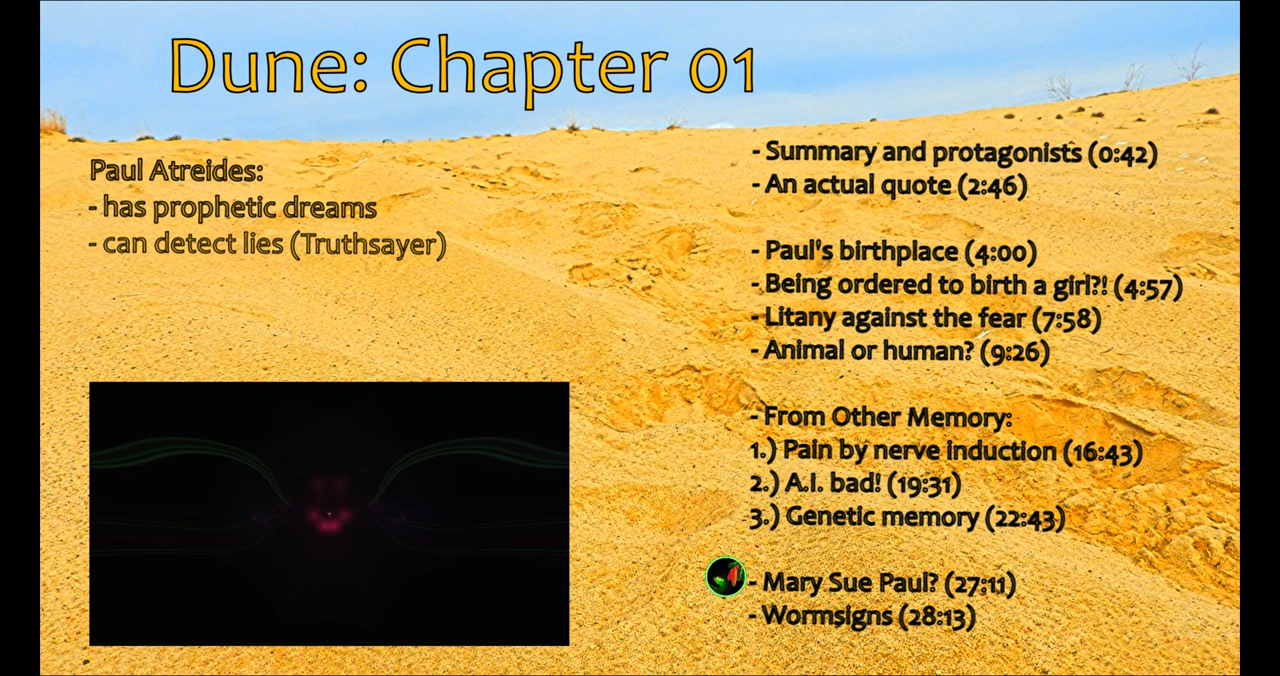 Dune: Chapter 01
Paul Atreides:
- has prophetic dreams
- can detect lies (Truthsayer)
- Summary and protagonists (0:42)
- An actual quote (2:46)
- Paul's birthplace (4:00)
- Being ordered to birth a girl?! (4:57)
- Litany against the fear (7:58)
- Animal or human? (9:26)
- From Other Memory:
1.) Pain by nerve induction (16:43)
2.) A.I. bad! (19:31)
3.) Genetic memory (22:43)
- Mary Sue Paul? (27:11)
- Wormsigns (28:13)